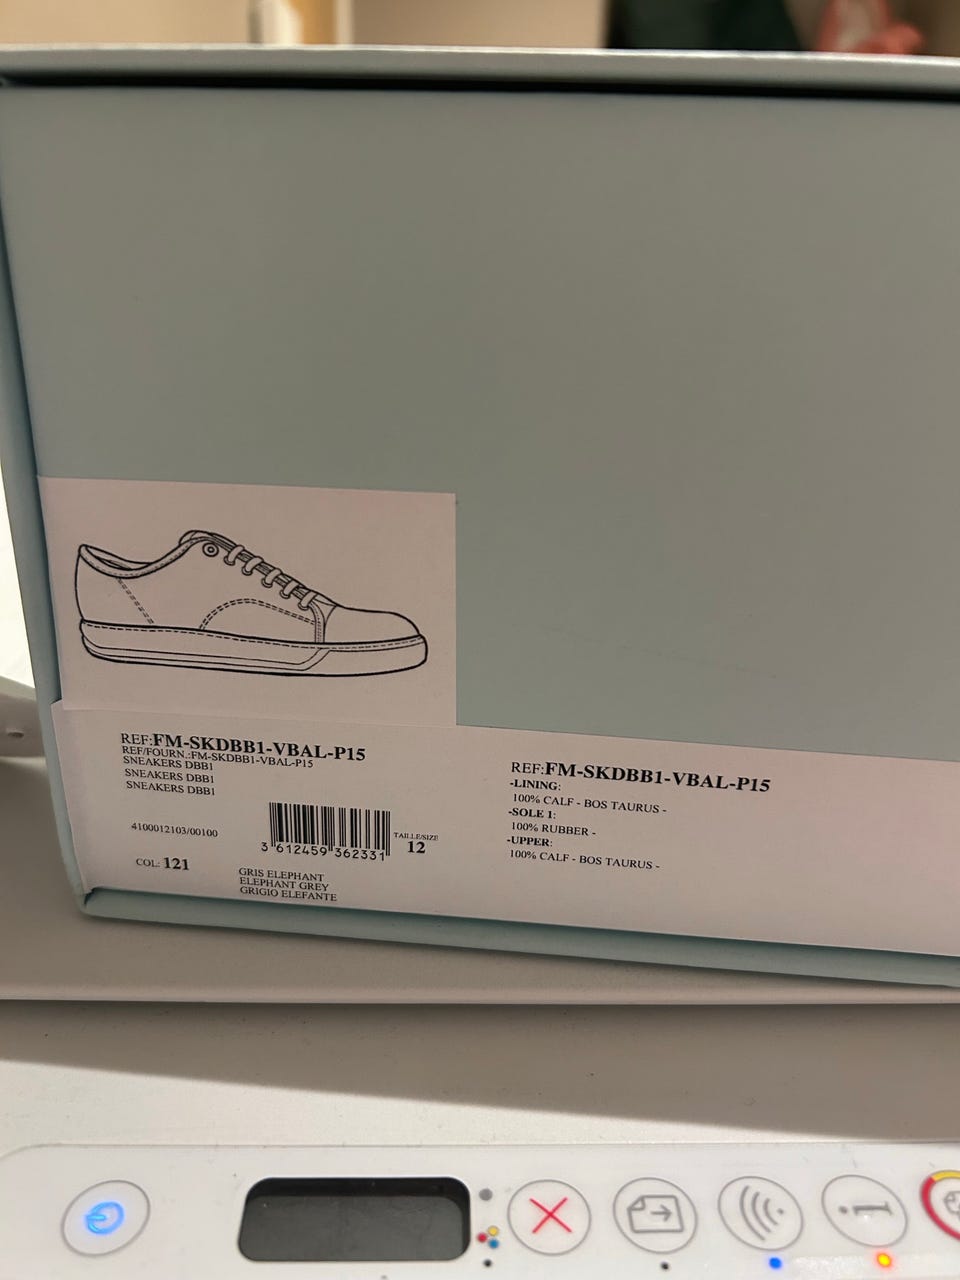 REF:FM-SKDBB1-VBAL-P15
REF/FOURN.:FM-SKDBB1-VBAL-P15
SNEAKERS DBB1
SNEAKERS DBB1
SNEAKERS DBB1
4100012103/00100
3 612459 362331
TAILLE/SIZE
12
COL: 121
GRIS ELEPHANT
ELEPHANT GREY
GRIGIO ELEFANTE
REF:FM-SKDBB1-VBAL-P15
-LINING:
100% CALF - BOS TAURUS -
-SOLE 1:
100% RUBBER -
-UPPER:
100% CALF - BOS TAURUS -